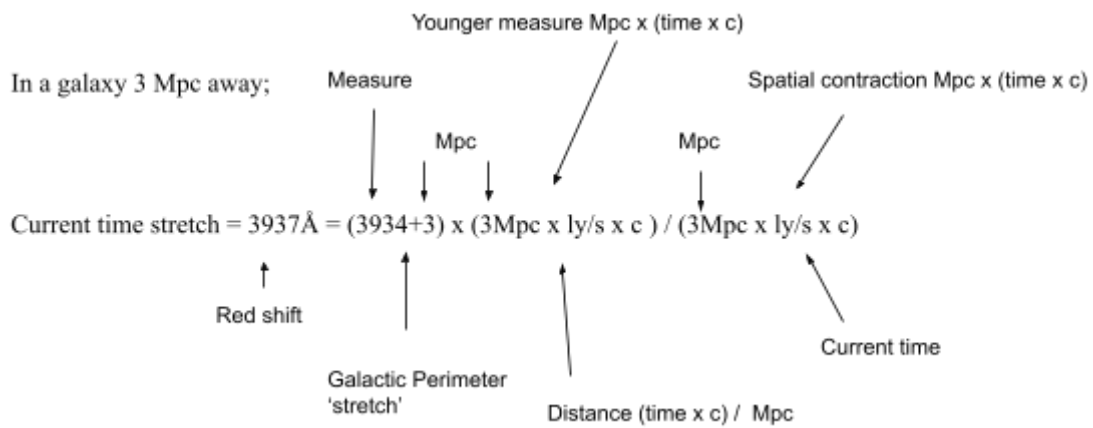 Younger measure Mpc x (time x c)
In a galaxy 3 Mpc away;
Measure
Spatial contraction Mpc x (time x c)
Mpc
Mpc
Current time stretch = 3937Å = (3934+3) x (3Mpc x ly/s x c ) / (3Mpc x ly/s x c)
Red shift
Current time
Galactic Perimeter
‘stretch’
Distance (time x c) /  Mpc